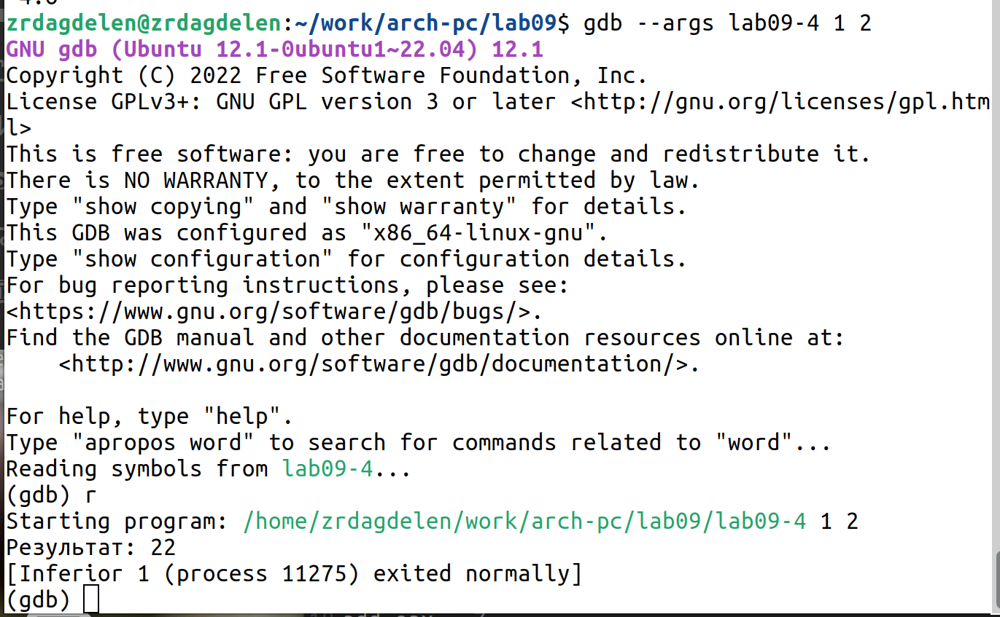 zrdagdelen@zrdagdelen:~/work/arch-pc/lab09$ gdb --args lab09-4 1 2
GNU gdb (Ubuntu 12.1-0ubuntu1~22.04) 12.1
Copyright (C) 2022 Free Software Foundation, Inc.
License GPLv3+: GNU GPL version 3 or later <http://gnu.org/licenses/gpl.htm
l>
This is free software: you are free to change and redistribute it.
There is NO WARRANTY, to the extent permitted by law.
Type "show copying" and "show warranty" for details.
This GDB was configured as "x86_64-linux-gnu".
Type "show configuration" for configuration details.
For bug reporting instructions, please see:
<https://www.gnu.org/software/gdb/bugs/>.
Find the GDB manual and other documentation resources online at:
    <http://www.gnu.org/software/gdb/documentation/>.

For help, type "help".
Type "apropos word" to search for commands related to "word"...
Reading symbols from lab09-4...
(gdb) r
Starting program: /home/zrdagdelen/work/arch-pc/lab09/lab09-4 1 2
Результат: 22
[Inferior 1 (process 11275) exited normally]
(gdb)